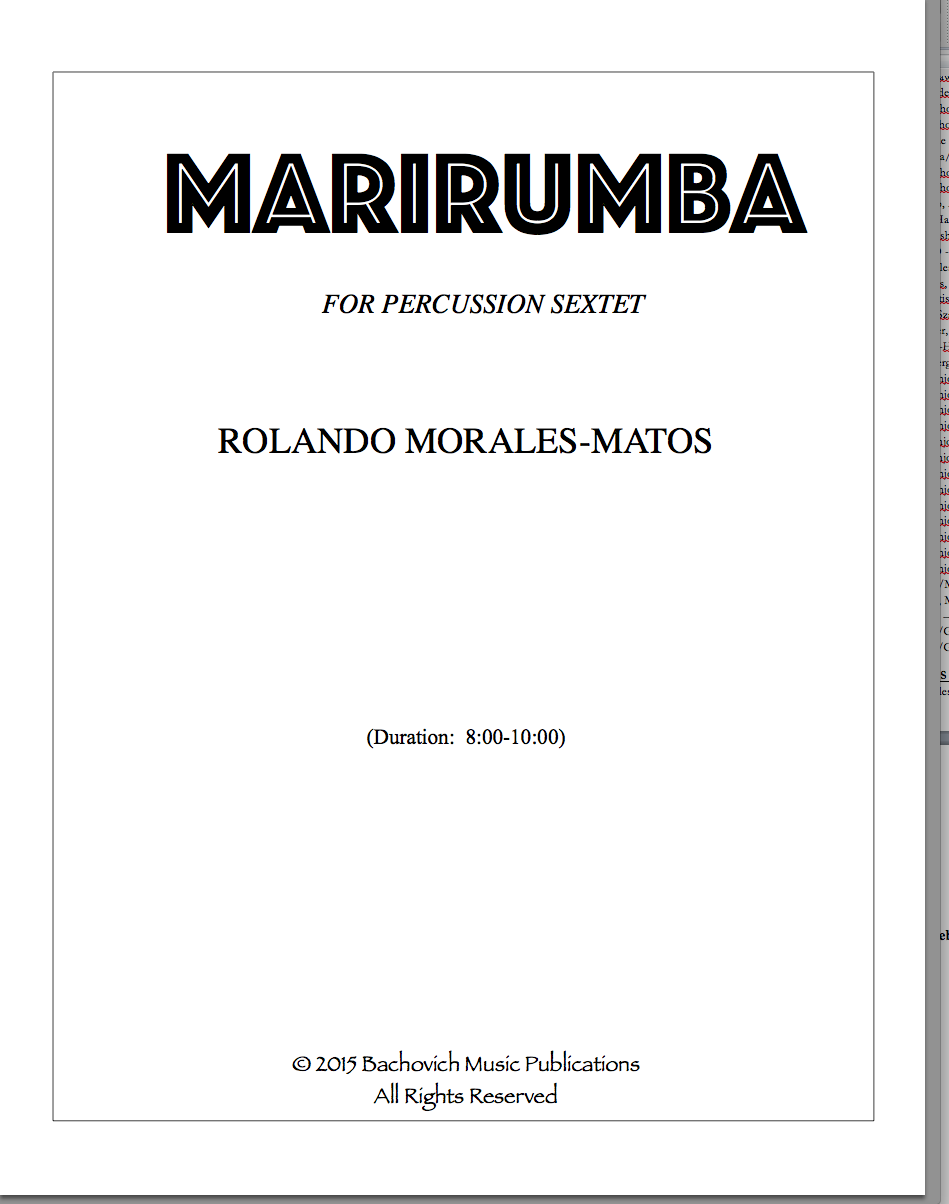 MARIRUMBA
FOR PERCUSSION SEXTET
ROLANDO MORALES-MATOS
(Duration: 8:00-10:00)
© 2015 Bachovich Music Publications
All Rights Reserved